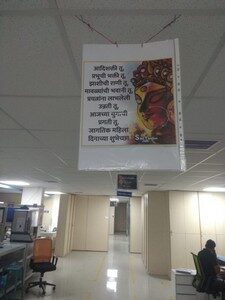 आदिशक्ती तू,
प्रभूची भक्ती तू,
झाशीची राणी तू,
मावळ्यांची भवानी तू,
प्रयत्नांना लाभलेली
उन्नती तू,
आजच्या युगाची
प्रगती तू,
जागतिक महिला
दिनाच्या शुभेच्छा